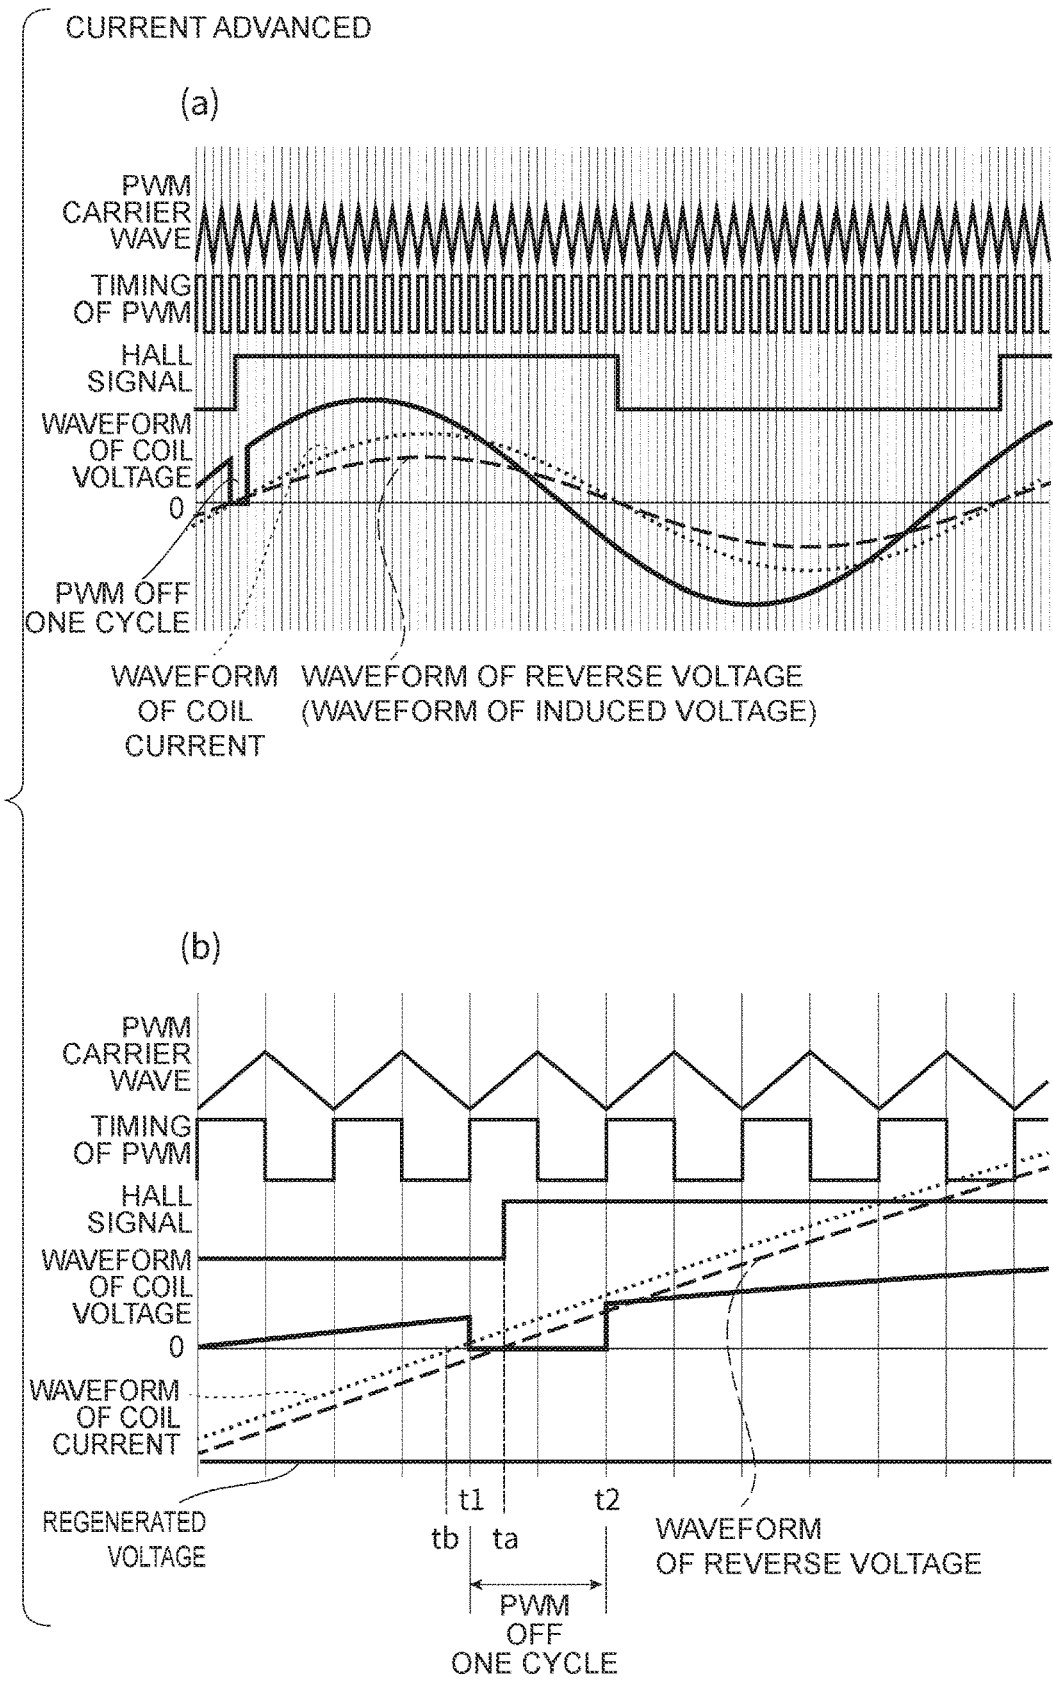 CURRENT ADVANCED
(a)
PWM
CARRIER
WAVE
TIMING
OF PWM
HALL
SIGNAL
WAVEFORM
OF COIL
VOLTAGE
0
PWM OFF
ONE CYCLE
WAVEFORM
OF COIL
CURRENT
WAVEFORM OF REVERSE VOLTAGE
(WAVEFORM OF INDUCED VOLTAGE)
(b)
PWM
CARRIER
WAVE
TIMING
OF PWM
HALL
SIGNAL
WAVEFORM
OF COIL
VOLTAGE
0
WAVEFORM
OF COIL
CURRENT
REGENERATED
VOLTAGE
t1
t2
tb
ta
WAVEFORM
OF REVERSE VOLTAGE
PWM
OFF
ONE CYCLE